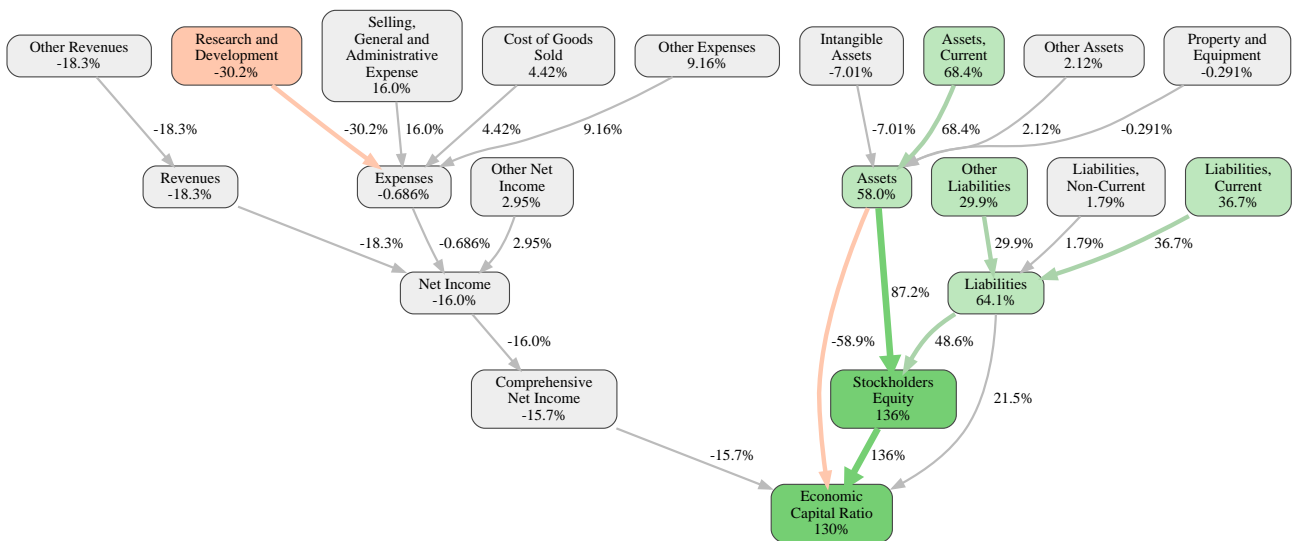 Other Revenues
-18.3%
Research and
Development
-30.2%
Selling,
General and
Administrative
Expense
16.0%
Cost of Goods
Sold
4.42%
Other Expenses
9.16%
Intangible
Assets
-7.01%
Assets,
Current
68.4%
Other Assets
2.12%
Property and
Equipment
-0.291%
-18.3%
-30.2%
16.0%
4.42%
9.16%
-7.01%
68.4%
2.12%
-0.291%
Revenues
-18.3%
Expenses
-0.686%
Other Net
Income
2.95%
Assets
58.0%
Other
Liabilities
29.9%
Liabilities,
Non-Current
1.79%
Liabilities,
Current
36.7%
-18.3%
-0.686%
2.95%
29.9%
1.79%
36.7%
Net Income
-16.0%
87.2%
Liabilities
64.1%
-16.0%
-58.9%
48.6%
Comprehensive
Net Income
-15.7%
Stockholders
Equity
136%
21.5%
-15.7%
136%
Economic
Capital Ratio
130%